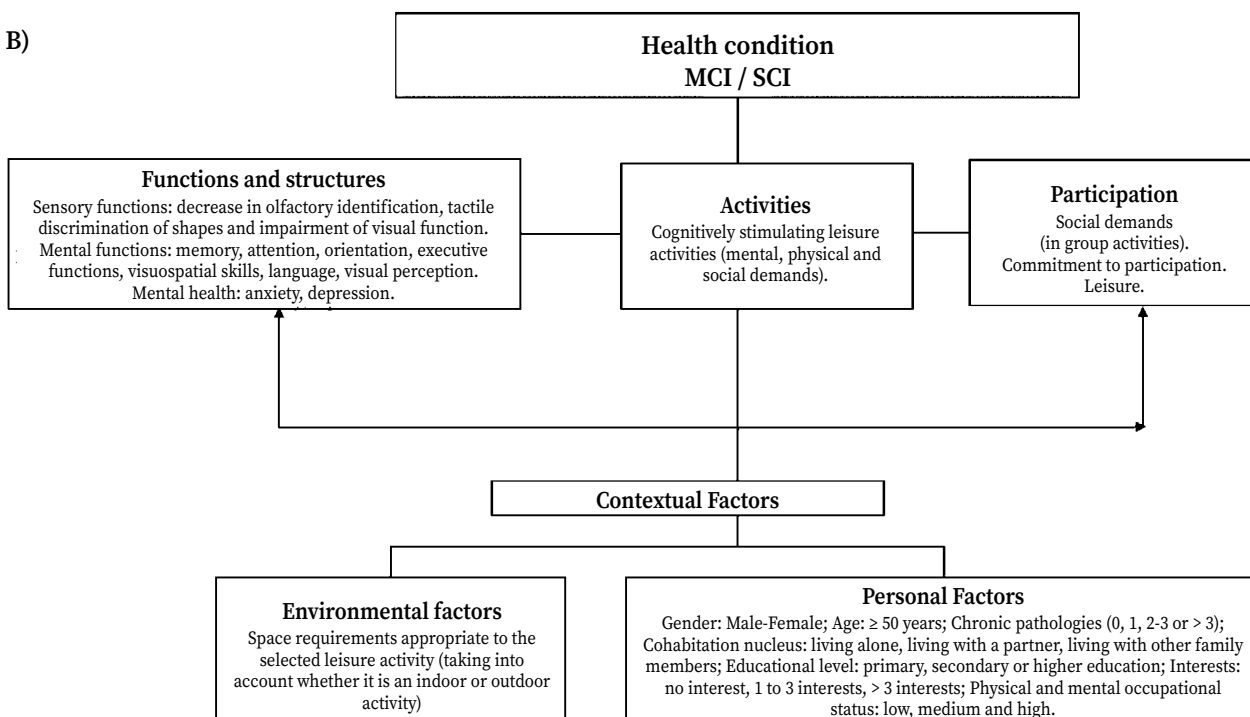 B)
Health condition
MCI / SCI
Functions and structures
Sensory functions: decrease in olfactory identification, tactile
discrimination of shapes and impairment of visual function.
Mental functions: memory, attention, orientation, executive
functions, visuospatial skills, language, visual perception.
Mental health: anxiety, depression.
Activities
Cognitively stimulating leisure
activities (mental, physical and
social demands).
Participation
Social demands
(in group activities).
Commitment to participation.
Leisure.
Contextual Factors
Environmental factors
Space requirements appropriate to the
selected leisure activity (taking into
account whether it is an indoor or outdoor
activity)
Personal Factors
Gender: Male-Female; Age: ≥ 50 years; Chronic pathologies (0, 1, 2-3 or > 3);
Cohabitation nucleus: living alone, living with a partner, living with other family
members; Educational level: primary, secondary or higher education; Interests:
no interest, 1 to 3 interests, > 3 interests; Physical and mental occupational
status: low, medium and high.